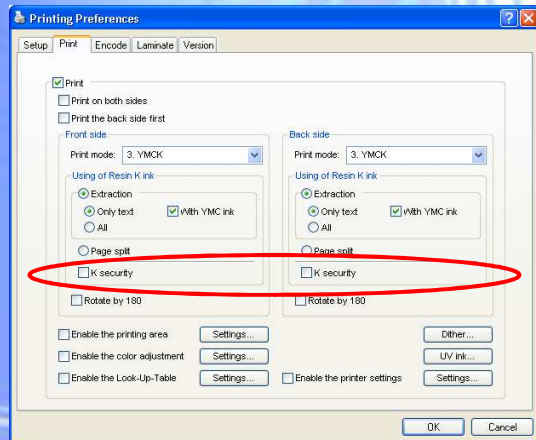 Printing Preferences
Setup Print Encode Laminate Version
Print
Print on both sides
Print the back side first
Front side Back side
Print mode: 3. YMCK Print mode: 3. YMCK
Using of Resin K ink Using of Resin K ink
Extraction Extraction
Only text With YMC ink Only text With YMC ink
All All
Page split Page split
K security K security
Rotate by 180 Rotate by 180
Enable the printing area Settings... Dither...
Enable the color adjustment Settings... UV ink...
Enable the Look-Up-Table Settings... Enable the printer settings Settings...
OK Cancel